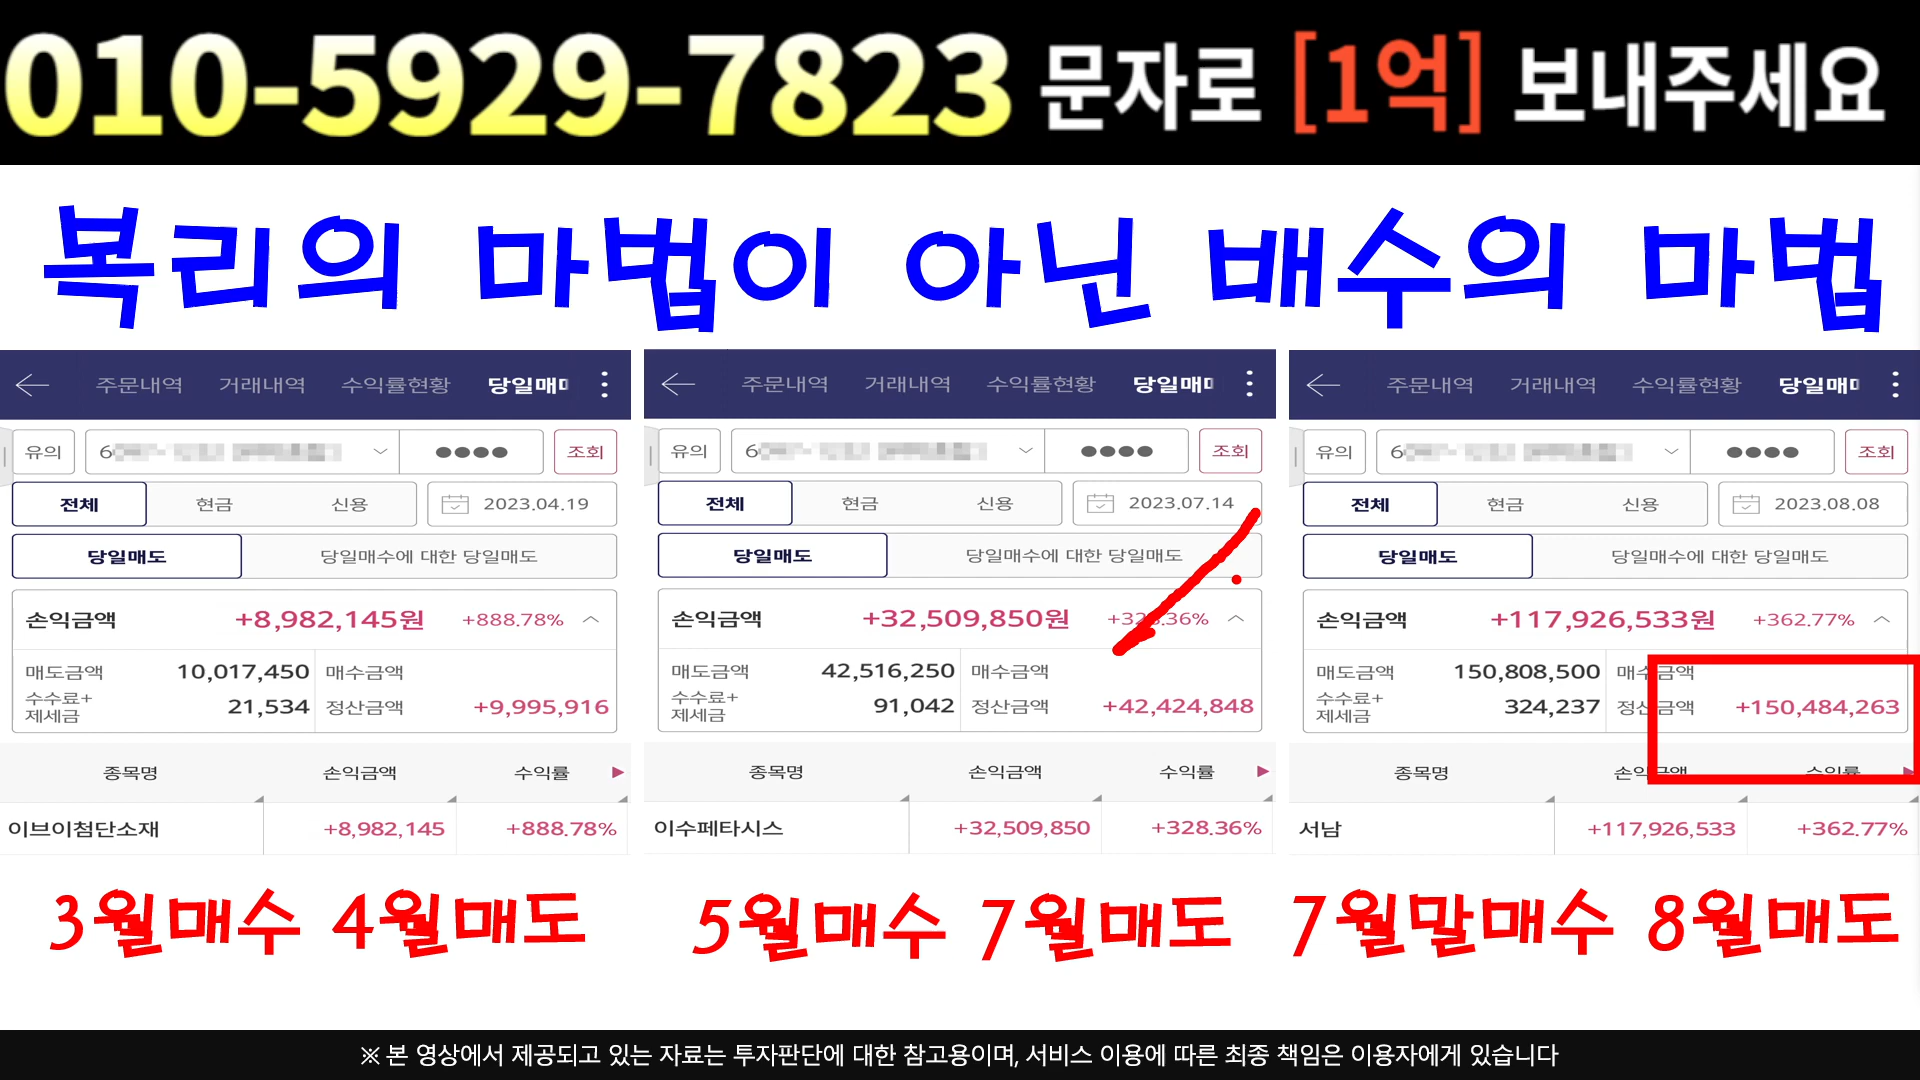 010-5929-7823 문자로 [1억] 보내주세요
복리의 마법이 아닌 배수의 마법
주문내역 거래내역 수익률현황 당일매
유의 6 ●●●● 조회
전체 현금 신용 2023.04.19
당일매도 당일매수에 대한 당일매도
손익금액 +8,982,145원 +888.78%
매도금액 10,017,450 매수금액
수수료+
제세금 21,534 정산금액 +9,995,916
종목명 손익금액 수익률
이브이첨단소재 +8,982,145 +888.78%
3월매수 4월매도
주문내역 거래내역 수익률현황 당일매
유의 6 ●●●● 조회
전체 현금 신용 2023.07.14
당일매도 당일매수에 대한 당일매도
손익금액 +32,509,850원 +328.36%
매도금액 42,516,250 매수금액
수수료+
제세금 91,042 정산금액 +42,424,848
종목명 손익금액 수익률
이수페타시스 +32,509,850 +328.36%
5월매수 7월매도
주문내역 거래내역 수익률현황 당일매
유의 6 ●●●● 조회
전체 현금 신용 2023.08.08
당일매도 당일매수에 대한 당일매도
손익금액 +117,926,533원 +362.77%
매도금액 150,808,500 매수금액
수수료+
제세금 324,237 정산금액 +150,484,263
종목명 손익금액 수익률
서남 +117,926,533 +362.77%
7월말매수 8월매도
※ 본 영상에서 제공되고 있는 자료는 투자판단에 대한 참고용이며, 서비스 이용에 따른 최종 책임은 이용자에게 있습니다